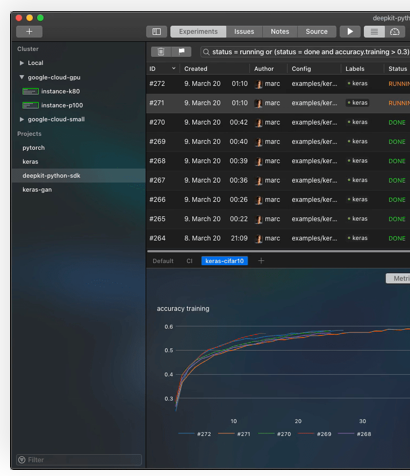 deepkit-pytho
Experiments Issues Notes Source
Cluster
Local
google-cloud-gpu
instance-k80
instance-p100
google-cloud-small
Projects
pytorch
keras
deepkit-python-sdk
keras-gan
Filter
status = running or (status = done and accuracy.training > 0.3)
ID Created Author Config Labels Status
#272 9. March 20 01:10 marc examples/ker... + keras RUNNIN
#271 9. March 20 01:10 marc examples/ker... + keras RUNNIN
#270 9. March 20 00:42 marc examples/ker... + keras DONE
#269 9. March 20 00:40 marc examples/ker... + keras DONE
#268 9. March 20 00:39 marc examples/ker... + keras DONE
#267 9. March 20 00:36 marc examples/ker... + keras DONE
#266 9. March 20 00:26 marc examples/ker... + keras DONE
#265 9. March 20 00:22 marc examples/ker... + keras DONE
#264 8. March 20 21:09 marc examples/ker... + keras DONE
Default CI keras-cifar10 +
Metri
accuracy training
0.6
0.5
0.4
0.3
10 20 30
#272 #271 #270 #269 #268